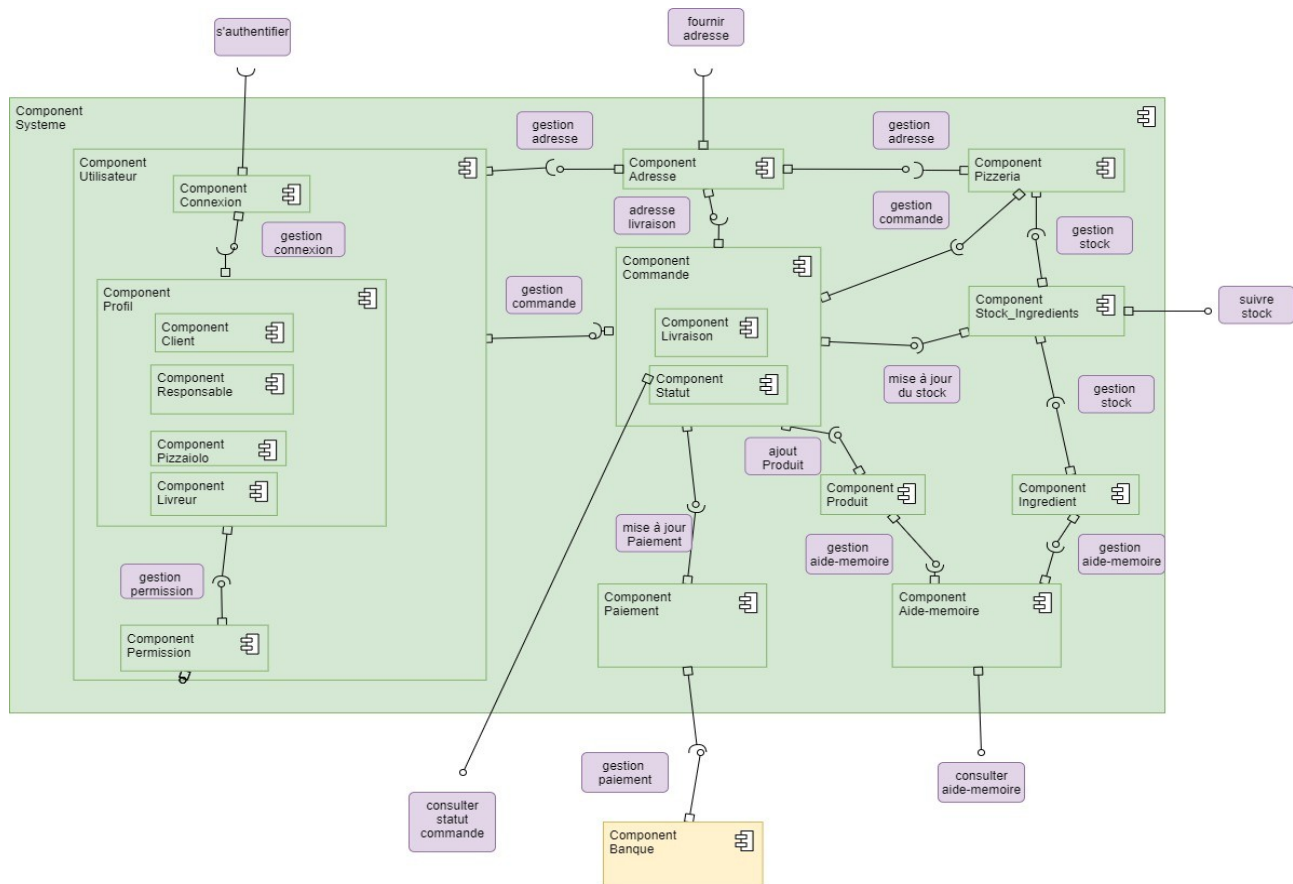 s'authentifier
fournir
adresse
Component
Systeme
gestion
adresse
gestion
adresse
Component
Utilisateur
Component
Adresse
Component
Pizzeria
Component
Connexion
adresse
livraison
gestion
commande
gestion
connexion
gestion
stock
Component
Commande
Component
Profil
gestion
commande
Component
Stock_Ingredients
suivre
stock
Component
Client
Component
Livraison
Component
Responsable
Component
Statut
mise à jour
du stock
gestion
stock
Component
Pizzaiolo
ajout
Produit
Component
Livreur
Component
Produit
Component
Ingredient
mise à jour
Paiement
gestion
aide-memoire
gestion
aide-memoire
gestion
permission
Component
Paiement
Component
Aide-memoire
Component
Permission
gestion
paiement
consulter
aide-memoire
consulter
statut
commande
Component
Banque